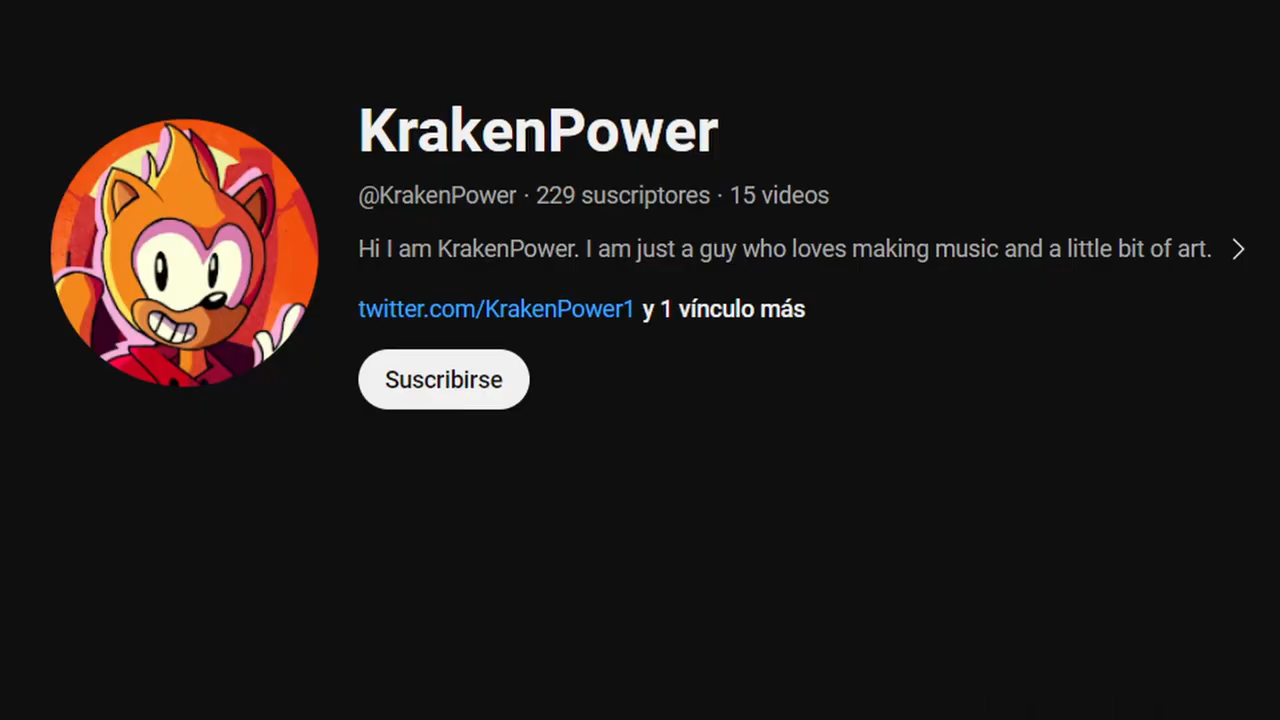 KrakenPower
@KrakenPower · 229 suscriptores · 15 videos
Hi I am KrakenPower. I am just a guy who loves making music and a little bit of art.
twitter.com/KrakenPower1 y 1 vínculo más
Suscribirse